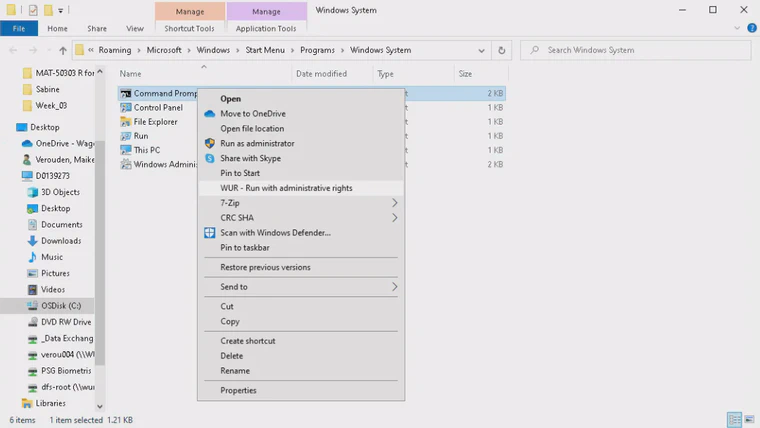 Manage
Manage
Windows System
File
Home
Share
View
Shortcut Tools
Application Tools
« Roaming > Microsoft > Windows > Start Menu > Programs > Windows System
Search Windows System
Name
Date modified
Type
Size
MAT-50303 R for
Sabine
Week_03
Desktop
OneDrive - Wag
Verouden, Maike
D0139273
3D Objects
Desktop
Documents
Downloads
Music
Pictures
Videos
OSDisk (C:)
DVD RW Drive
_Data Exchang
verou004 (\\WU
PSG Biometris
dfs-root (\\wur
Libraries
Command Promp
t
2 KB
Control Panel
t
File Explorer
t
2 KB
Run
t
2 KB
This PC
t
2 KB
Windows Adminis
t
2 KB
Open
Move to OneDrive
Open file location
Run as administrator
Share with Skype
Pin to Start
WUR - Run with administrative rights
7-Zip
CRC SHA
Scan with Windows Defender...
Pin to taskbar
Restore previous versions
Send to
Cut
Copy
Create shortcut
Delete
Rename
Properties
6 items
1 item selected 1.21 KB